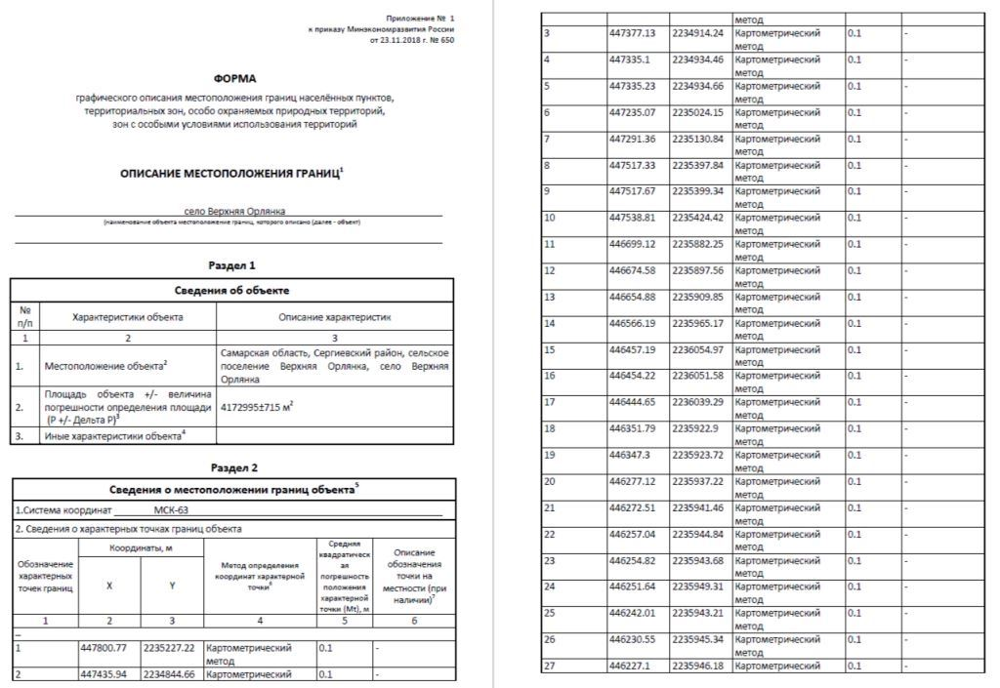 Приложение № 1
к приказу Минэкономразвития России
от 23.11.2018 г. № 650
ФОРМА
графического описания местоположения границ населённых пунктов,
территориальных зон, особо охраняемых природных территорий,
зон с особыми условиями использования территорий
ОПИСАНИЕ МЕСТОПОЛОЖЕНИЯ ГРАНИЦ1
село Верхняя Орлянка
(наименование объекта местоположение границ, которого описано (далее - объект)
Раздел 1
Сведения об объекте
№ п/п Характеристики объекта Описание характеристик
1 2 3
1. Местоположение объекта2 Самарская область, Сергиевский район, сельское
поселение Верхняя Орлянка, село Верхняя
Орлянка
2. Площадь объекта +/- величина
погрешности определения площади
(Р +/- Дельта Р)3 4172995±715 м2
3. Иные характеристики объекта4
Раздел 2
Сведения о местоположении границ объекта5
1.Система координат МСК-63
2. Сведения о характерных точках границ объекта
Обозначение
характерных
точек границ
Координаты, м
X Y
Метод определения
координат характерной
точки6
Средняя
квадратическ
ая
погрешность
положения
характерной
точки (Mt), м
Описание
обозначения
точки на
местности (при
наличии)7
1 2 3 4 5 6
–
1 447800.77 2235227.22 Картометрический 0.1 -
метод
2 447435.94 2234844.66 Картометрический 0.1 -
метод
3 447377.13 2234914.24 Картометрический 0.1 -
метод
4 447335.1 2234934.46 Картометрический 0.1 -
метод
5 447335.23 2234934.66 Картометрический 0.1 -
метод
6 447235.07 2235024.15 Картометрический 0.1 -
метод
7 447291.36 2235130.84 Картометрический 0.1 -
метод
8 447517.33 2235397.84 Картометрический 0.1 -
метод
9 447517.67 2235399.34 Картометрический 0.1 -
метод
10 447538.81 2235424.42 Картометрический 0.1 -
метод
11 446699.12 2235882.25 Картометрический 0.1 -
метод
12 446674.58 2235897.56 Картометрический 0.1 -
метод
13 446654.88 2235909.85 Картометрический 0.1 -
метод
14 446566.19 2235965.17 Картометрический 0.1 -
метод
15 446457.19 2236054.97 Картометрический 0.1 -
метод
16 446454.22 2236051.58 Картометрический 0.1 -
метод
17 446444.65 2236039.29 Картометрический 0.1 -
метод
18 446351.79 2235922.9 Картометрический 0.1 -
метод
19 446347.3 2235923.72 Картометрический 0.1 -
метод
20 446277.12 2235937.22 Картометрический 0.1 -
метод
21 446272.51 2235941.46 Картометрический 0.1 -
метод
22 446257.04 2235944.84 Картометрический 0.1 -
метод
23 446254.82 2235943.68 Картометрический 0.1 -
метод
24 446251.64 2235949.31 Картометрический 0.1 -
метод
25 446242.01 2235943.21 Картометрический 0.1 -
метод
26 446230.55 2235945.34 Картометрический 0.1 -
метод
27 446227.1 2235946.18 Картометрический 0.1 -